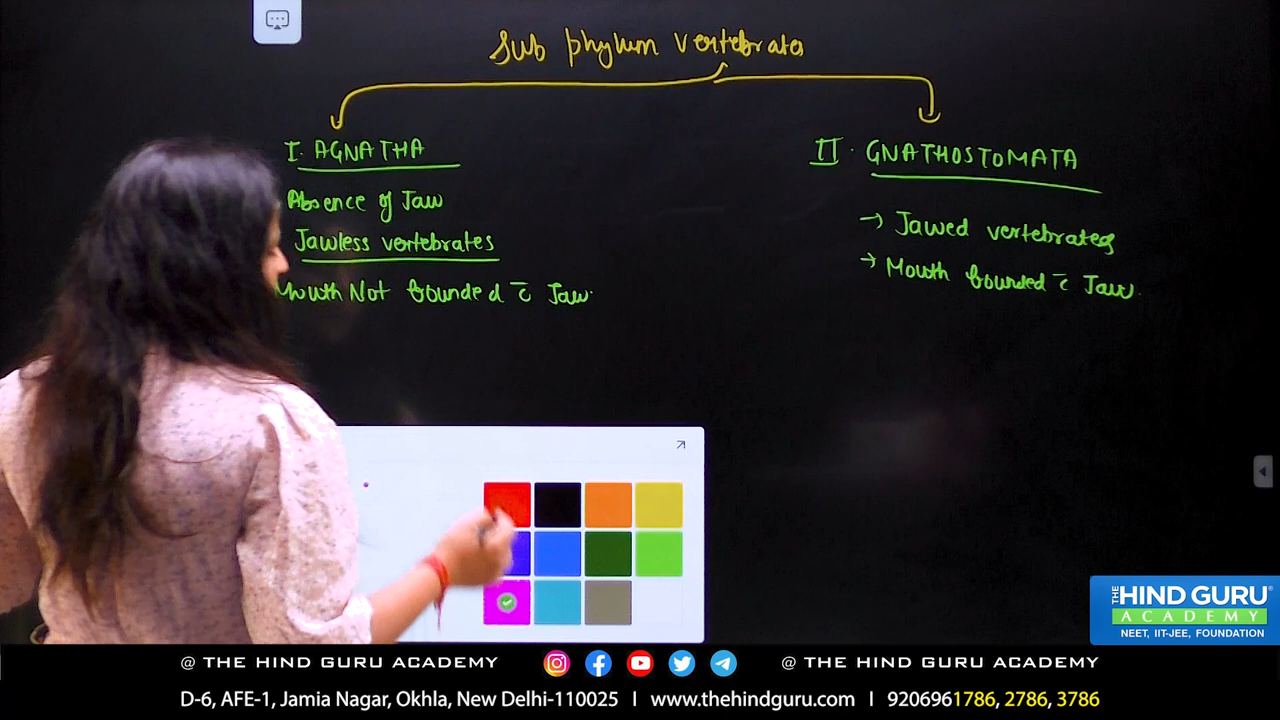 Sub phylum vertebrates
I. AGNATHA
Absence of Jaw
Jawless vertebrates
Mouth Not bounded c̄ Jaw.
II. GNATHOSTOMATA
→ Jawed vertebrates
→ Mouth bounded c̄ Jaw.
THE HIND GURU®
ACADEMY
NEET, IIT-JEE, FOUNDATION
@ THE HIND GURU ACADEMY @ THE HIND GURU ACADEMY
D-6, AFE-1, Jamia Nagar, Okhla, New Delhi-110025 I www.thehindguru.com I 9206961786, 2786, 3786